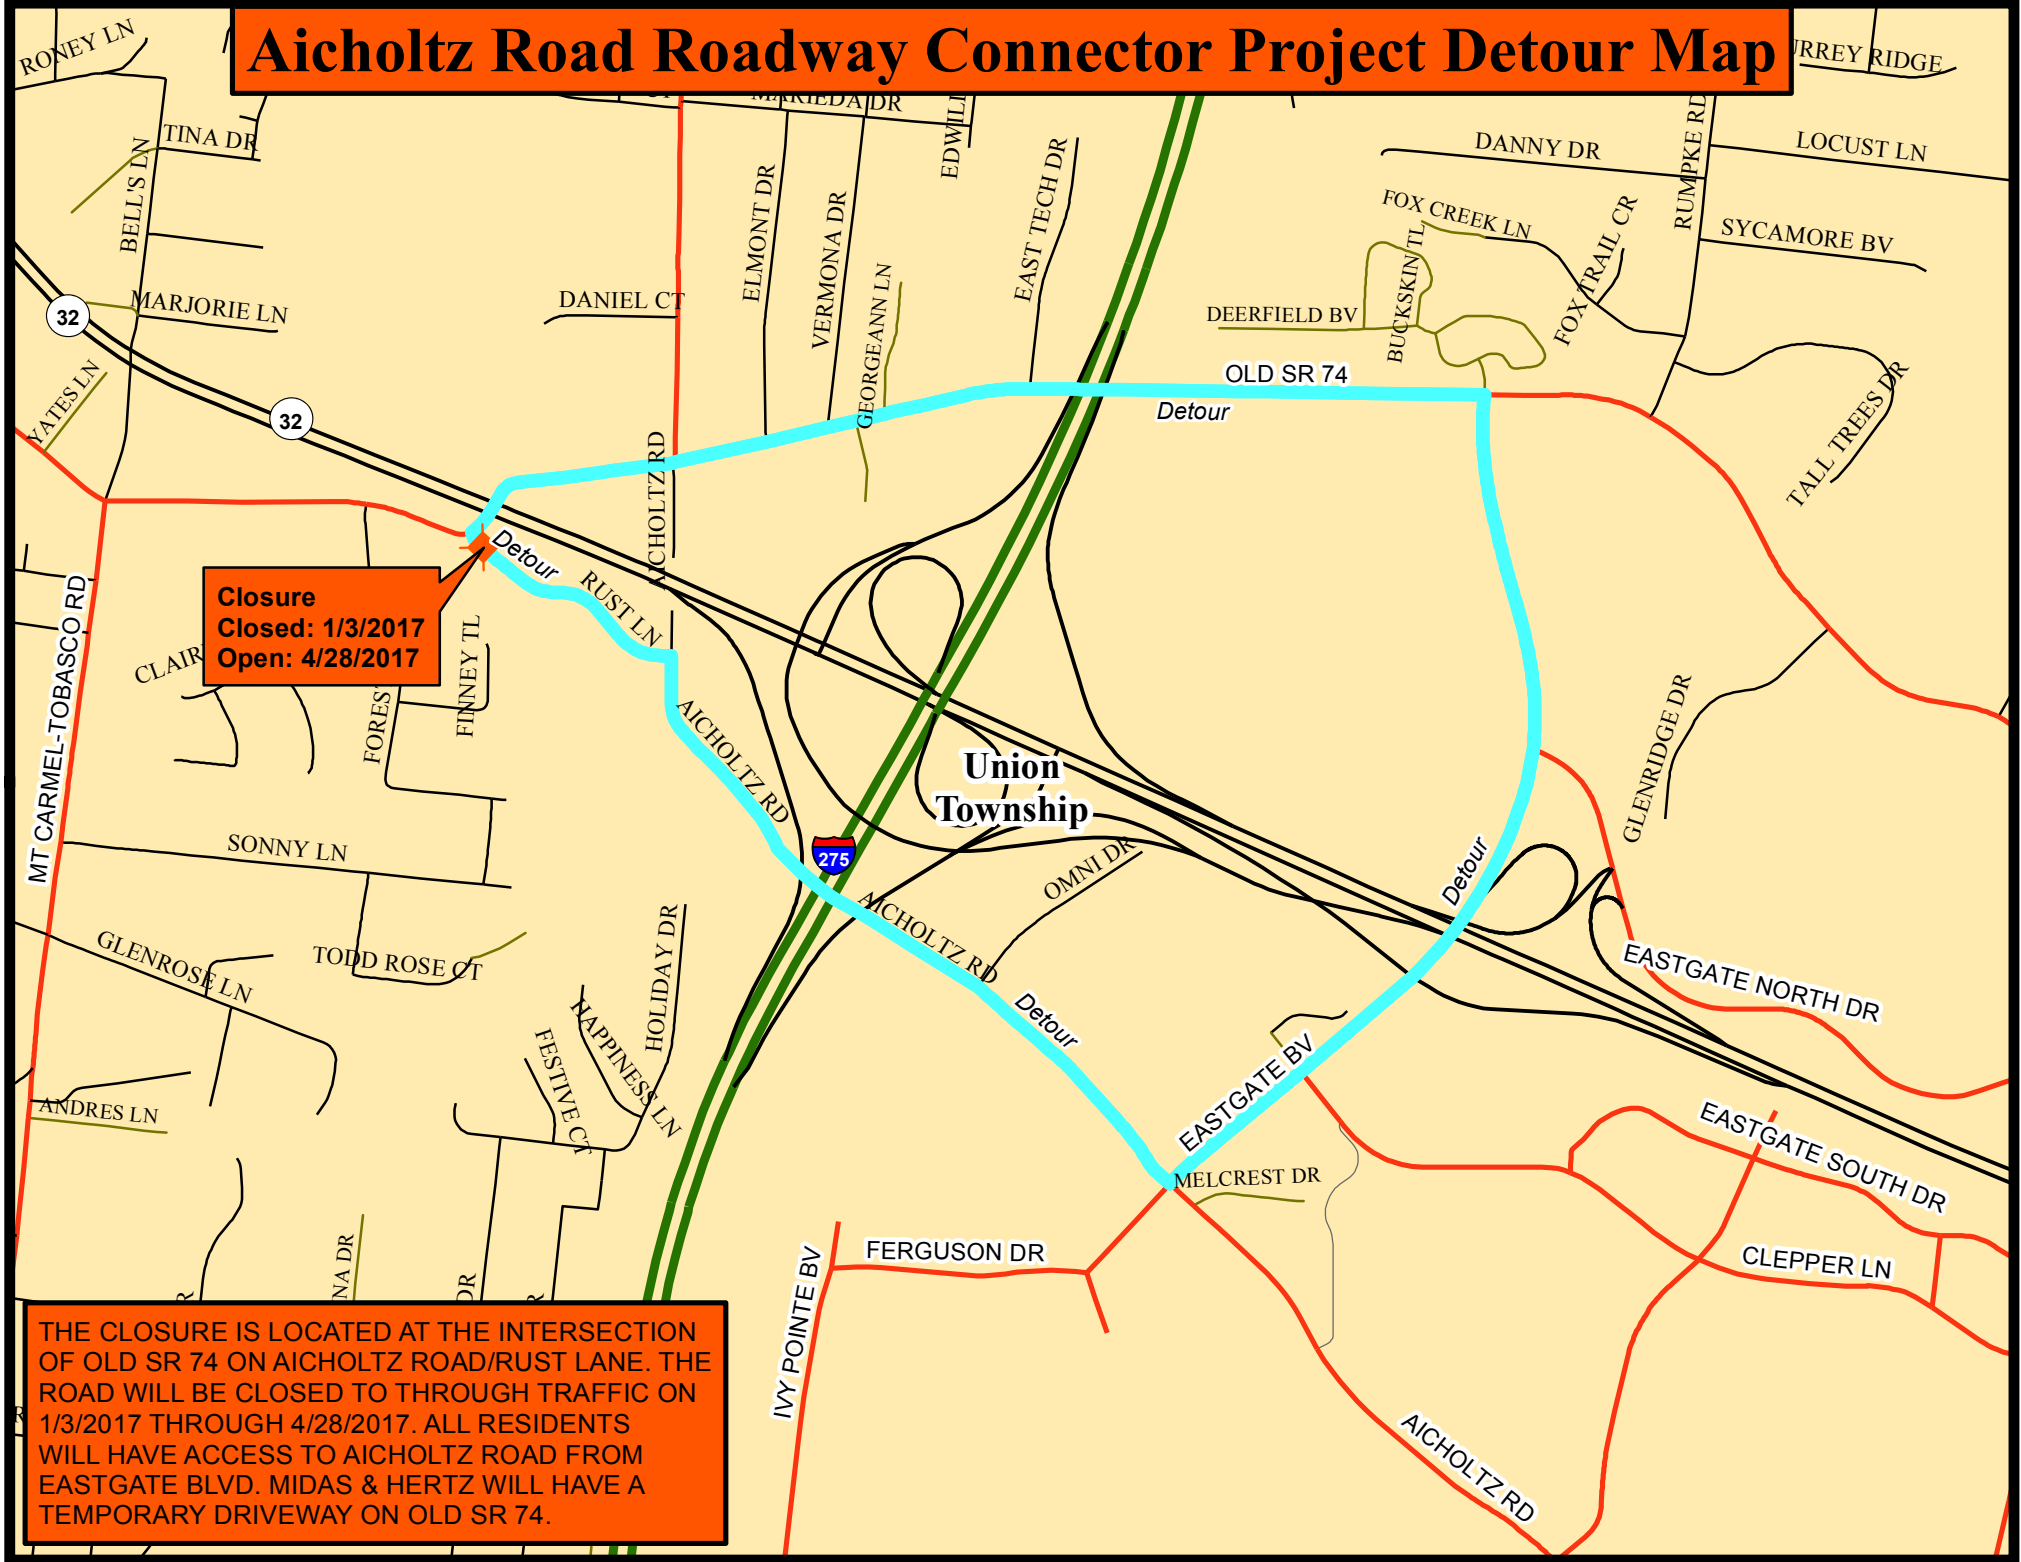 Aicholtz Road Roadway Connector Project Detour Map
RONEY LN
MARIEDA DR
TINA DR
BELL'S LN
DANNY DR
RUMPKE RD
LOCUST LN
EAST TECH DR
ELMONT DR
VERMONA DR
GEORGEANN LN
FOX CREEK LN
FOX TRAIL CR
BUCKSKIN TL
SYCAMORE BV
MARJORIE LN
DANIEL CT
DEERFIELD BV
32
32
YATES LN
OLD SR 74
Detour
TALL TREES DR
AICHOLTZ RD
Detour
RUST LN
Closure
Closed: 1/3/2017
Open: 4/28/2017
MT CARMEL-TOBASCO RD
FINNEY TL
AICHOLTZ RD
GLENRIDGE DR
Union
Township
SONNY LN
275
OMNI DR
Detour
AICHOLTZ RD
GLENROSE LN
TODD ROSE CT
HOLIDAY DR
HAPPINESS LN
FESTIVE CT
Detour
EASTGATE NORTH DR
EASTGATE BV
ANDRES LN
EASTGATE SOUTH DR
MELCREST DR
FERGUSON DR
IVY POINTE BV
CLEPPER LN
AICHOLTZ RD
THE CLOSURE IS LOCATED AT THE INTERSECTION
OF OLD SR 74 ON AICHOLTZ ROAD/RUST LANE. THE
ROAD WILL BE CLOSED TO THROUGH TRAFFIC ON
1/3/2017 THROUGH 4/28/2017. ALL RESIDENTS
WILL HAVE ACCESS TO AICHOLTZ ROAD FROM
EASTGATE BLVD. MIDAS & HERTZ WILL HAVE A
TEMPORARY DRIVEWAY ON OLD SR 74.